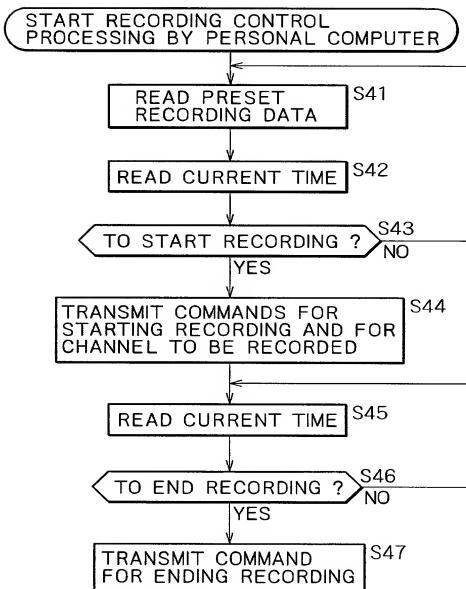 START RECORDING CONTROL
PROCESSING BY PERSONAL COMPUTER
READ PRESET
RECORDING DATA
S41
READ CURRENT TIME
S42
TO START RECORDING ?
S43
NO
YES
TRANSMIT COMMANDS FOR
STARTING RECORDING AND FOR
CHANNEL TO BE RECORDED
S44
READ CURRENT TIME
S45
TO END RECORDING ?
S46
NO
YES
TRANSMIT COMMAND
FOR ENDING RECORDING
S47